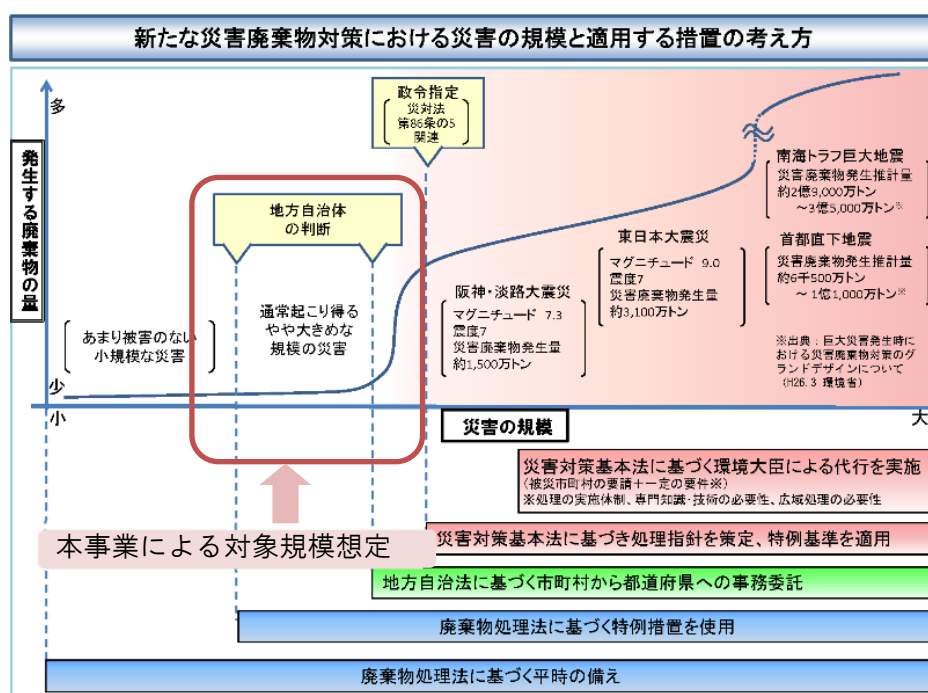 新たな災害廃棄物対策における災害の規模と適用する措置の考え方
多
発生する廃棄物の量
少
小
政令指定
災対法
第86条の5
関連
地方自治体
の判断
あまり被害のない
小規模な災害
通常起こり得る
やや大きめな
規模の災害
阪神・淡路大震災
マグニチュード 7.3
震度7
災害廃棄物発生量
約1,500万トン
東日本大震災
マグニチュード 9.0
震度7
災害廃棄物発生量
約3,100万トン
南海トラフ巨大地震
災害廃棄物発生推計量
約2億9,000万トン
～3億5,000万トン※
首都直下地震
災害廃棄物発生推計量
約6千500万トン
～1億1,000万トン※
※出典：巨大災害発生時に
おける災害廃棄物対策のグ
ランドデザインについて
（H26.3 環境省）
災害の規模
大
災害対策基本法に基づく環境大臣による代行を実施
（被災市町村の要請＋一定の要件※）
※処理の実施体制、専門知識・技術の必要性、広域処理の必要性
本事業による対象規模想定
災害対策基本法に基づき処理指針を策定、特例基準を適用
地方自治法に基づく市町村から都道府県への事務委託
廃棄物処理法に基づく特例措置を使用
廃棄物処理法に基づく平時の備え